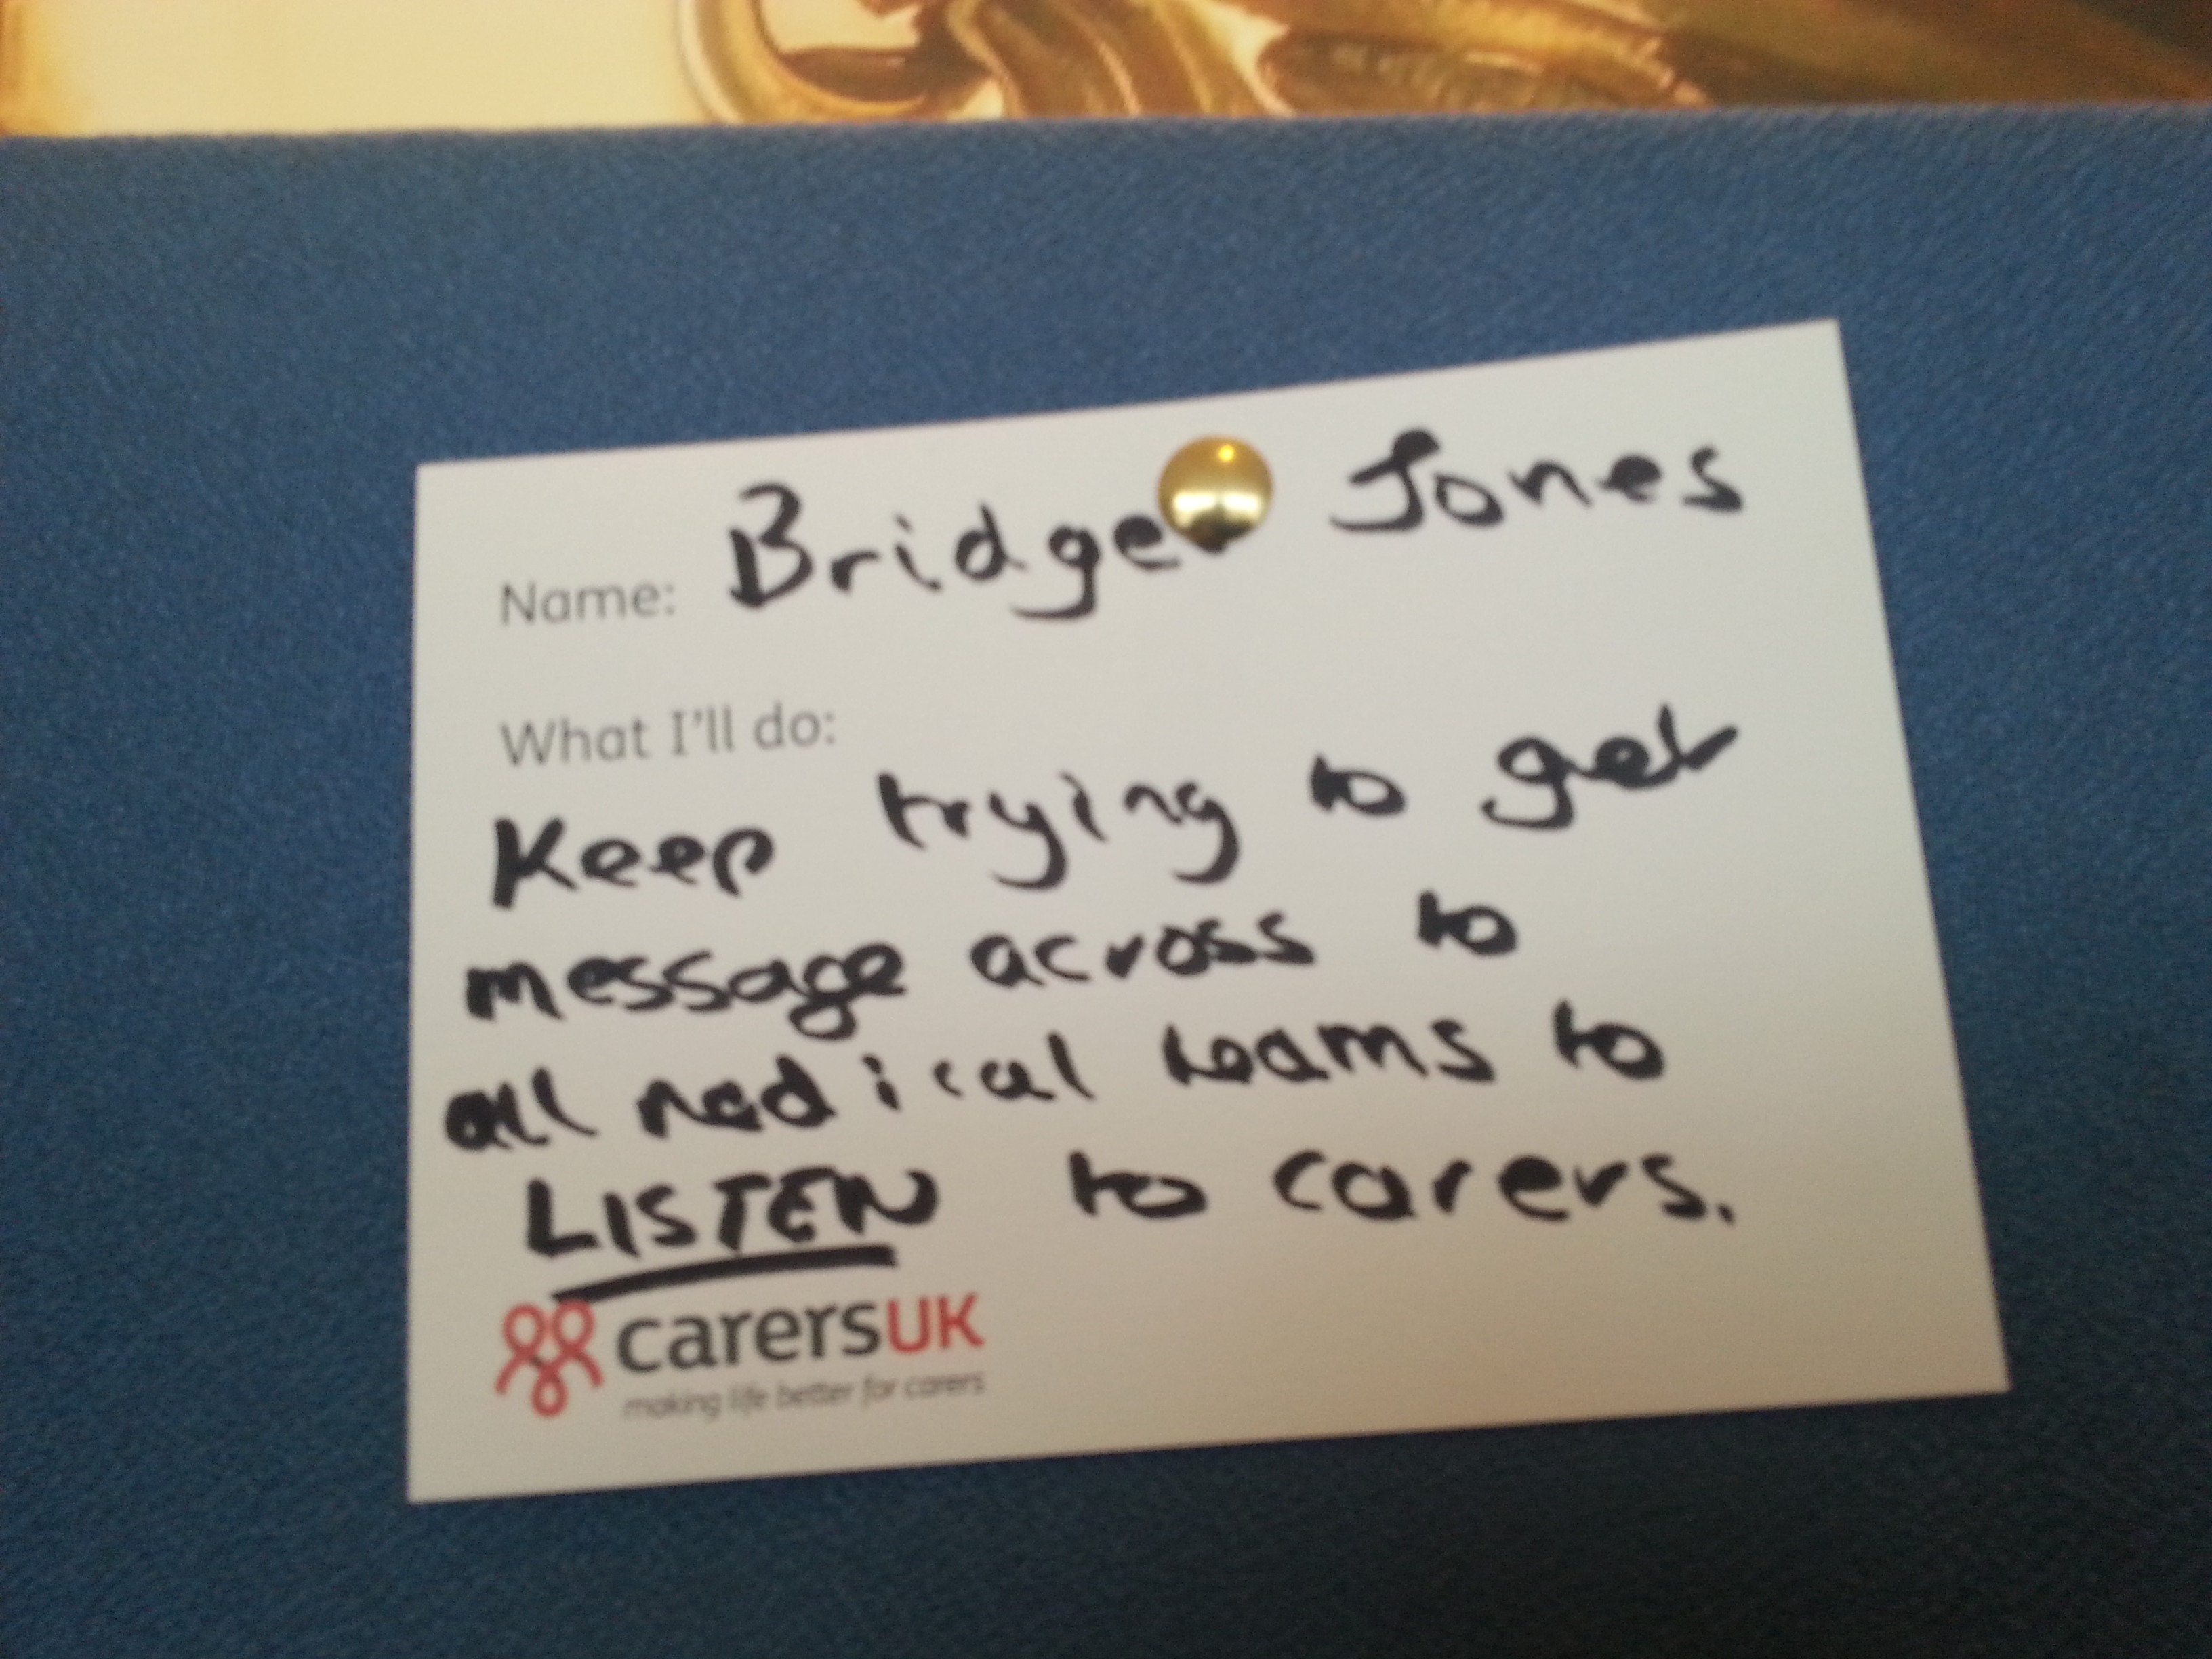 Name: Bridget Jones
What I'll do:
Keep trying to get
message across to
all medical teams to
LISTEN to carers.
carersUK
making life better for carers